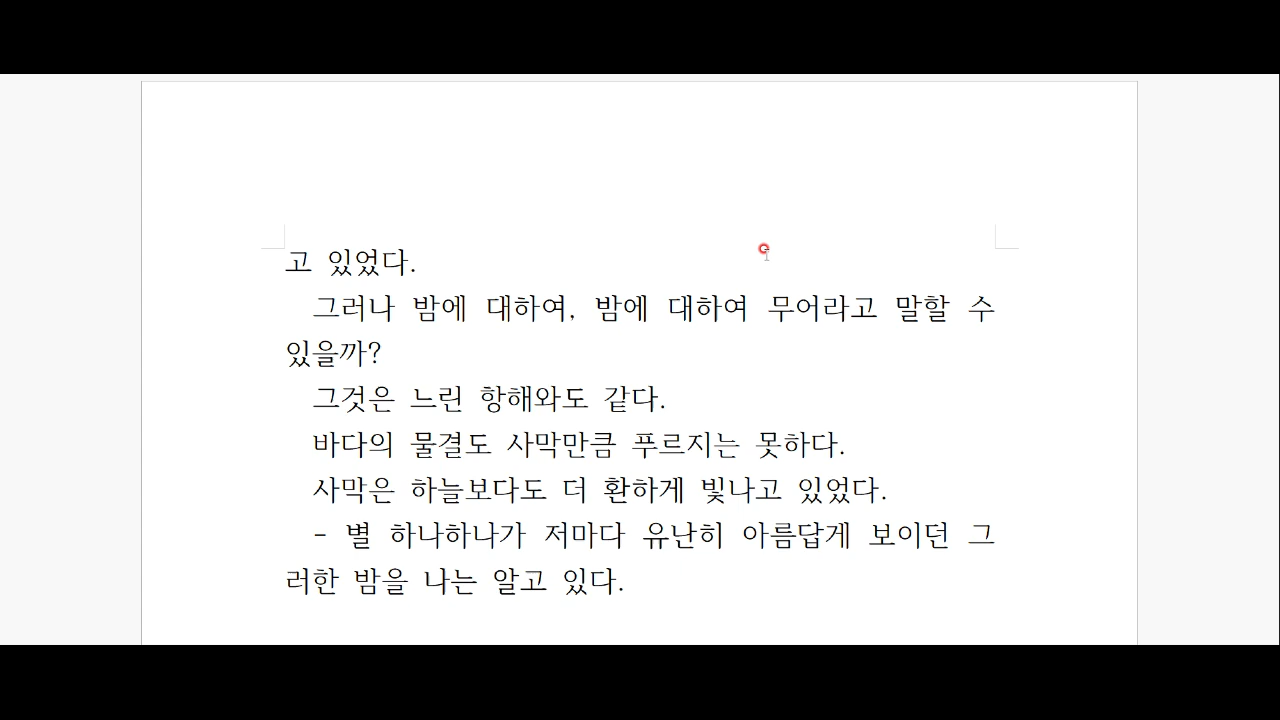 고 있었다.
그러나 밤에 대하여, 밤에 대하여 무어라고 말할 수
있을까?
그것은 느린 항해와도 같다.
바다의 물결도 사막만큼 푸르지는 못하다.
사막은 하늘보다도 더 환하게 빛나고 있었다.
- 별 하나하나가 저마다 유난히 아름답게 보이던 그
러한 밤을 나는 알고 있다.